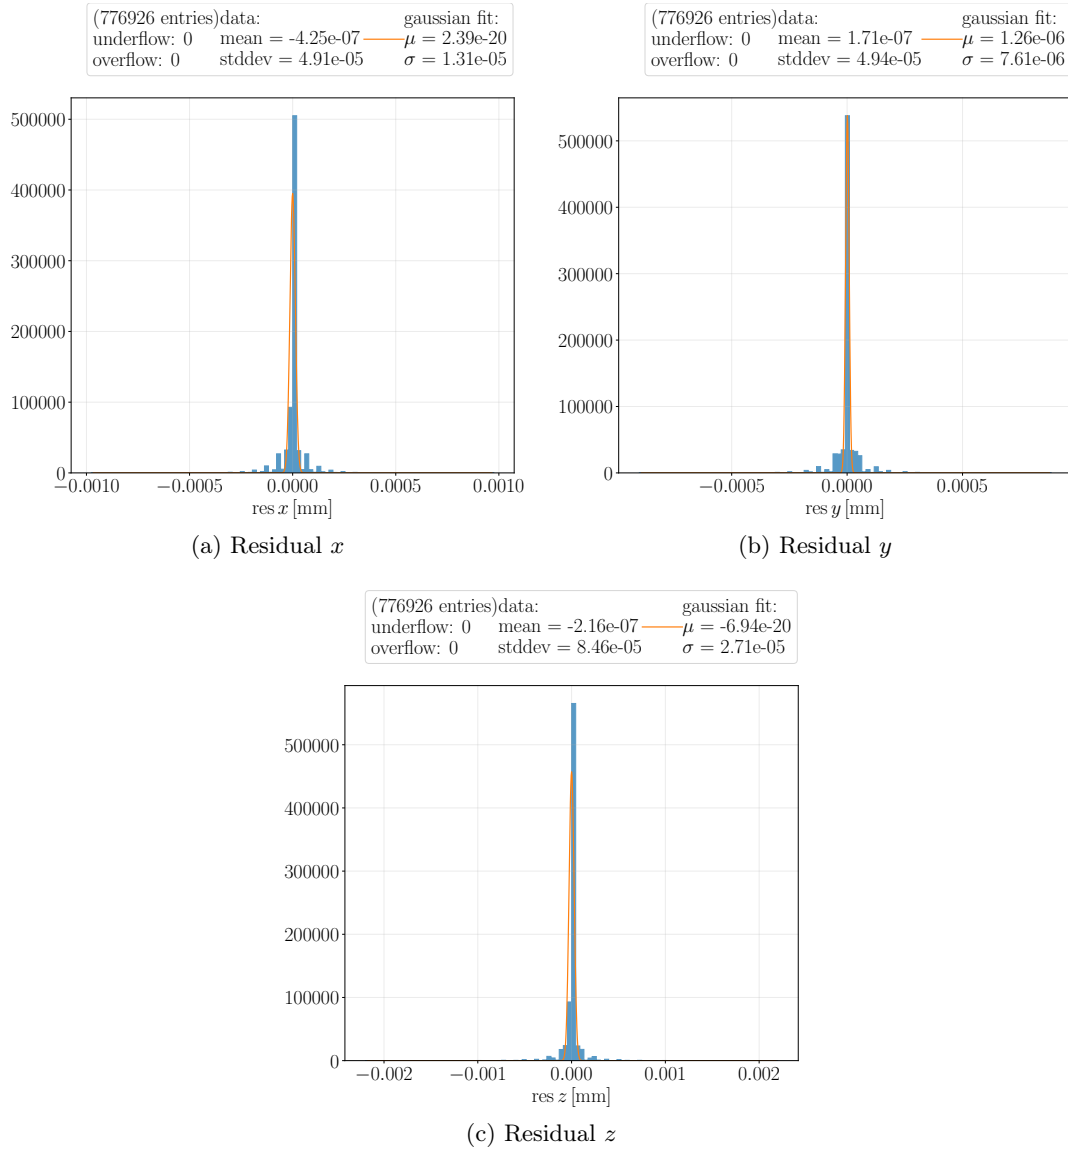 (776926 entries) data: gaussian fit:
underflow: 0 mean = -4.25e-07 μ = 2.39e-20
overflow: 0 stddev = 4.91e-05 σ = 1.31e-05
500000
400000
300000
200000
100000
0
−0.0010 −0.0005 0.0000 0.0005 0.0010
res x [mm]
(a) Residual x
(776926 entries) data: gaussian fit:
underflow: 0 mean = 1.71e-07 μ = 1.26e-06
overflow: 0 stddev = 4.94e-05 σ = 7.61e-06
500000
400000
300000
200000
100000
0
−0.0005 0.0000 0.0005
res y [mm]
(b) Residual y
(776926 entries) data: gaussian fit:
underflow: 0 mean = -2.16e-07 μ = -6.94e-20
overflow: 0 stddev = 8.46e-05 σ = 2.71e-05
500000
400000
300000
200000
100000
0
−0.002 −0.001 0.000 0.001 0.002
res z [mm]
(c) Residual z